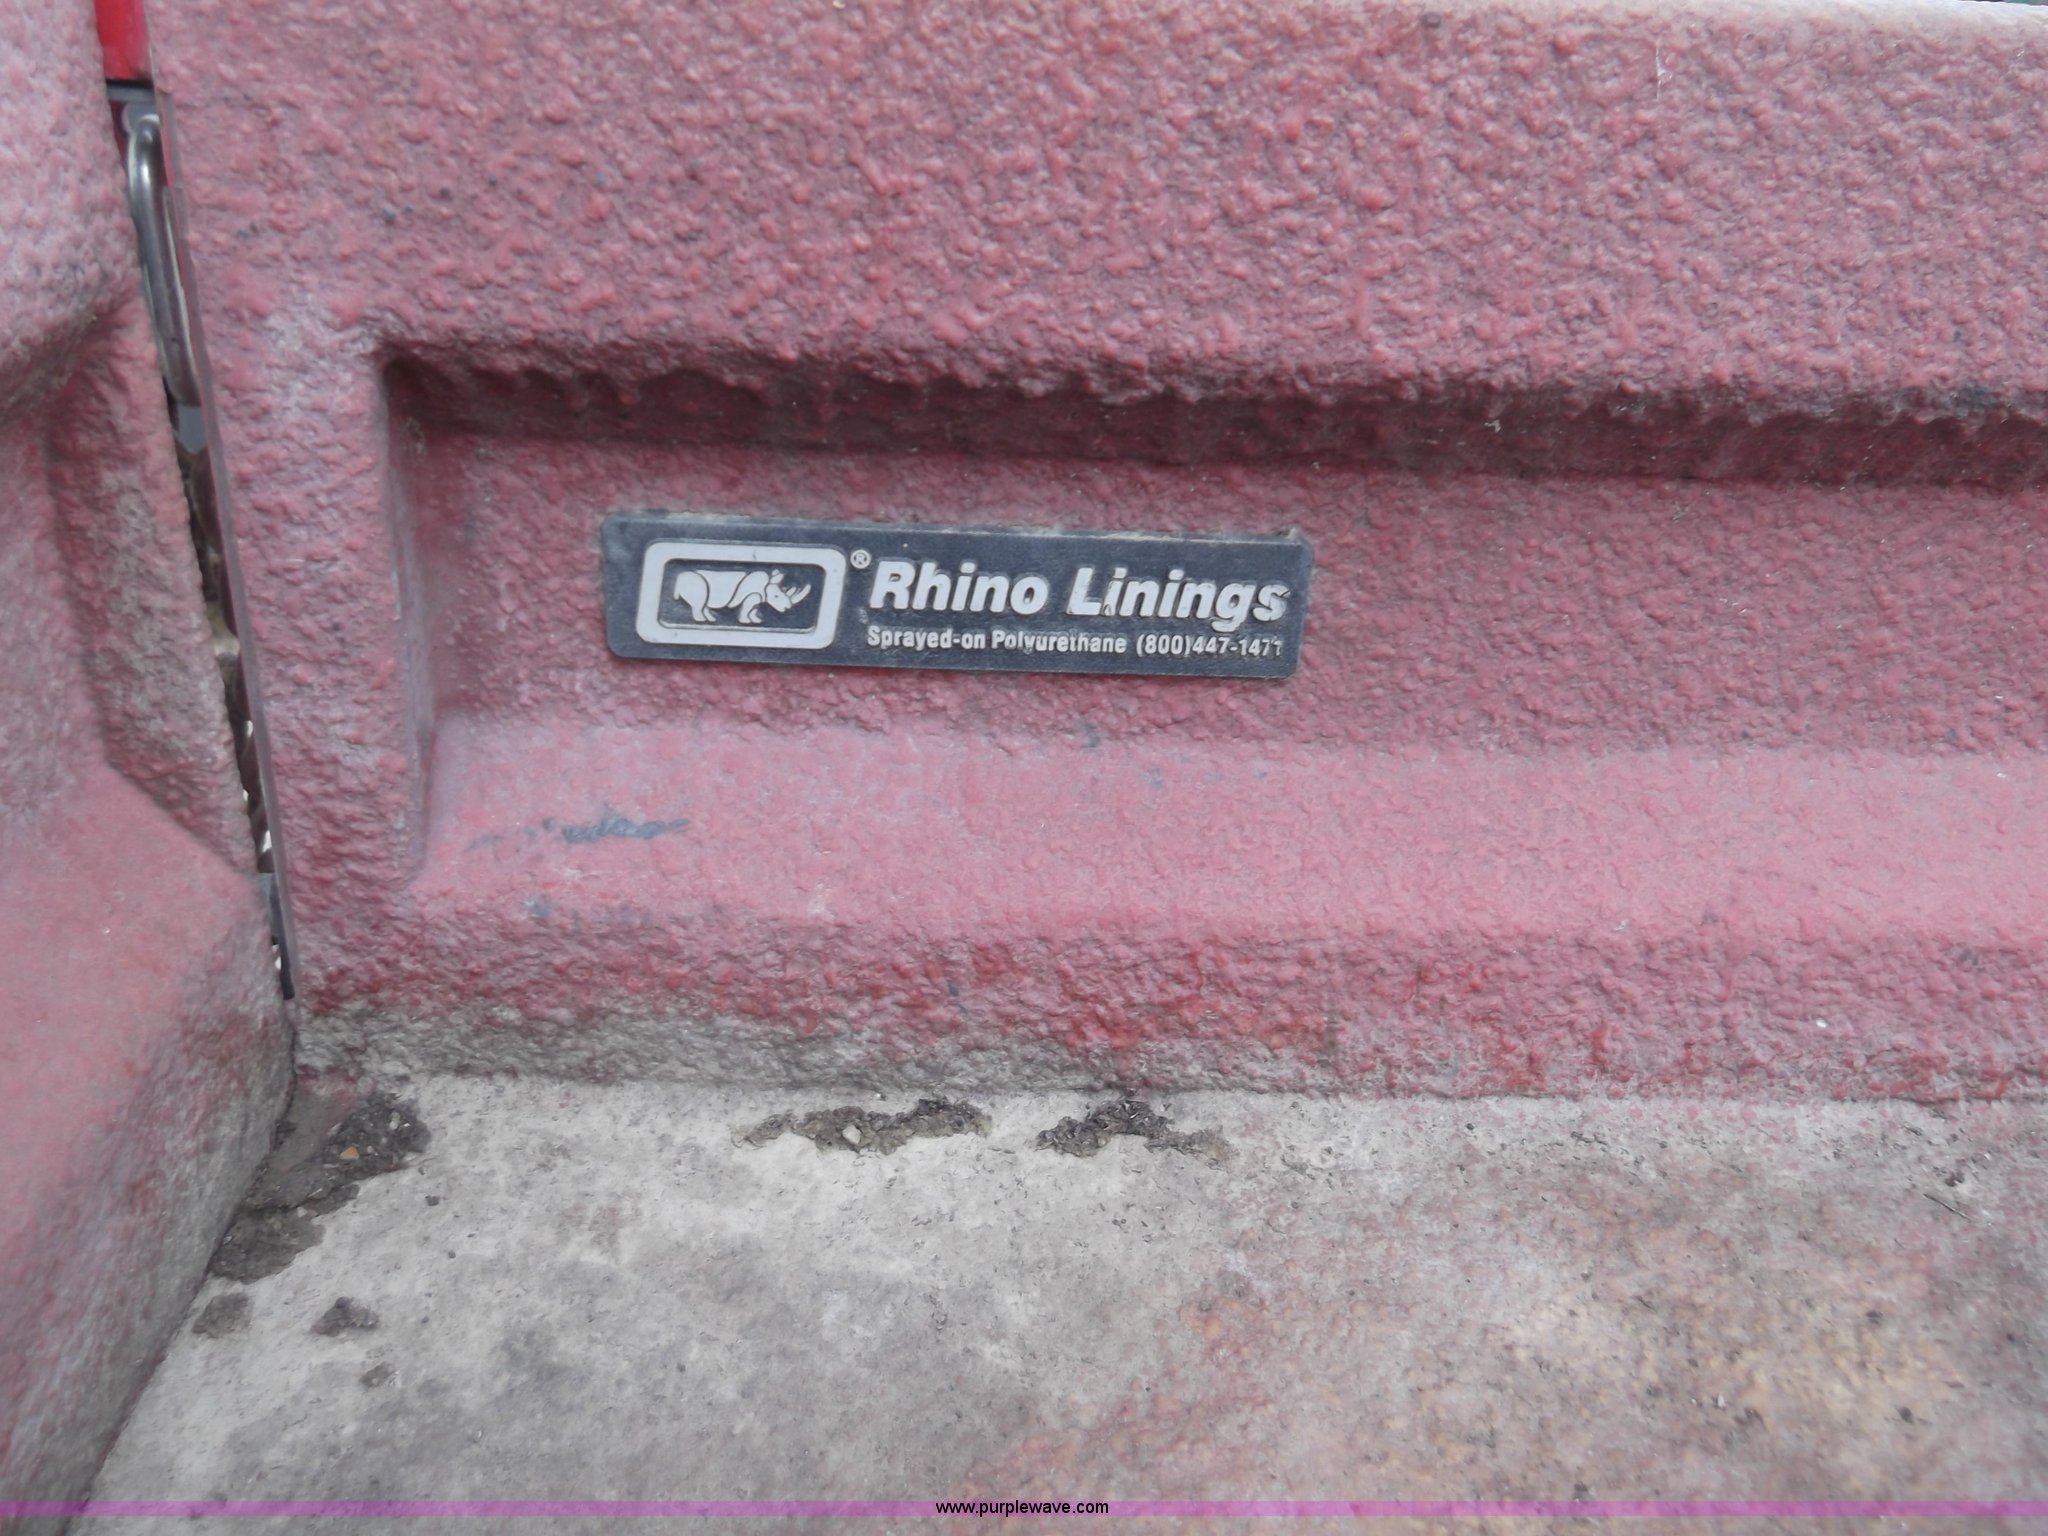 ® Rhino Linings
Sprayed-on Polyurethane (800)447-1471
www.purplewave.com